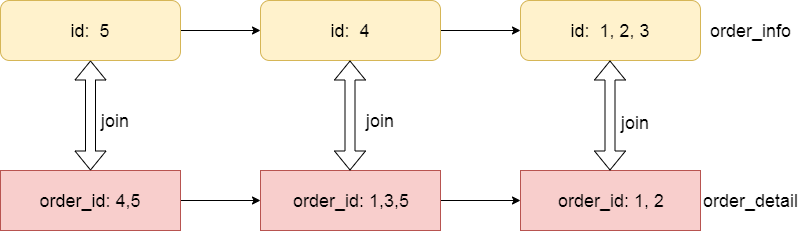 id:  5
id:  4
id:  1, 2, 3
order_info
join
join
join
order_id: 4,5
order_id: 1,3,5
order_id: 1, 2
order_detail